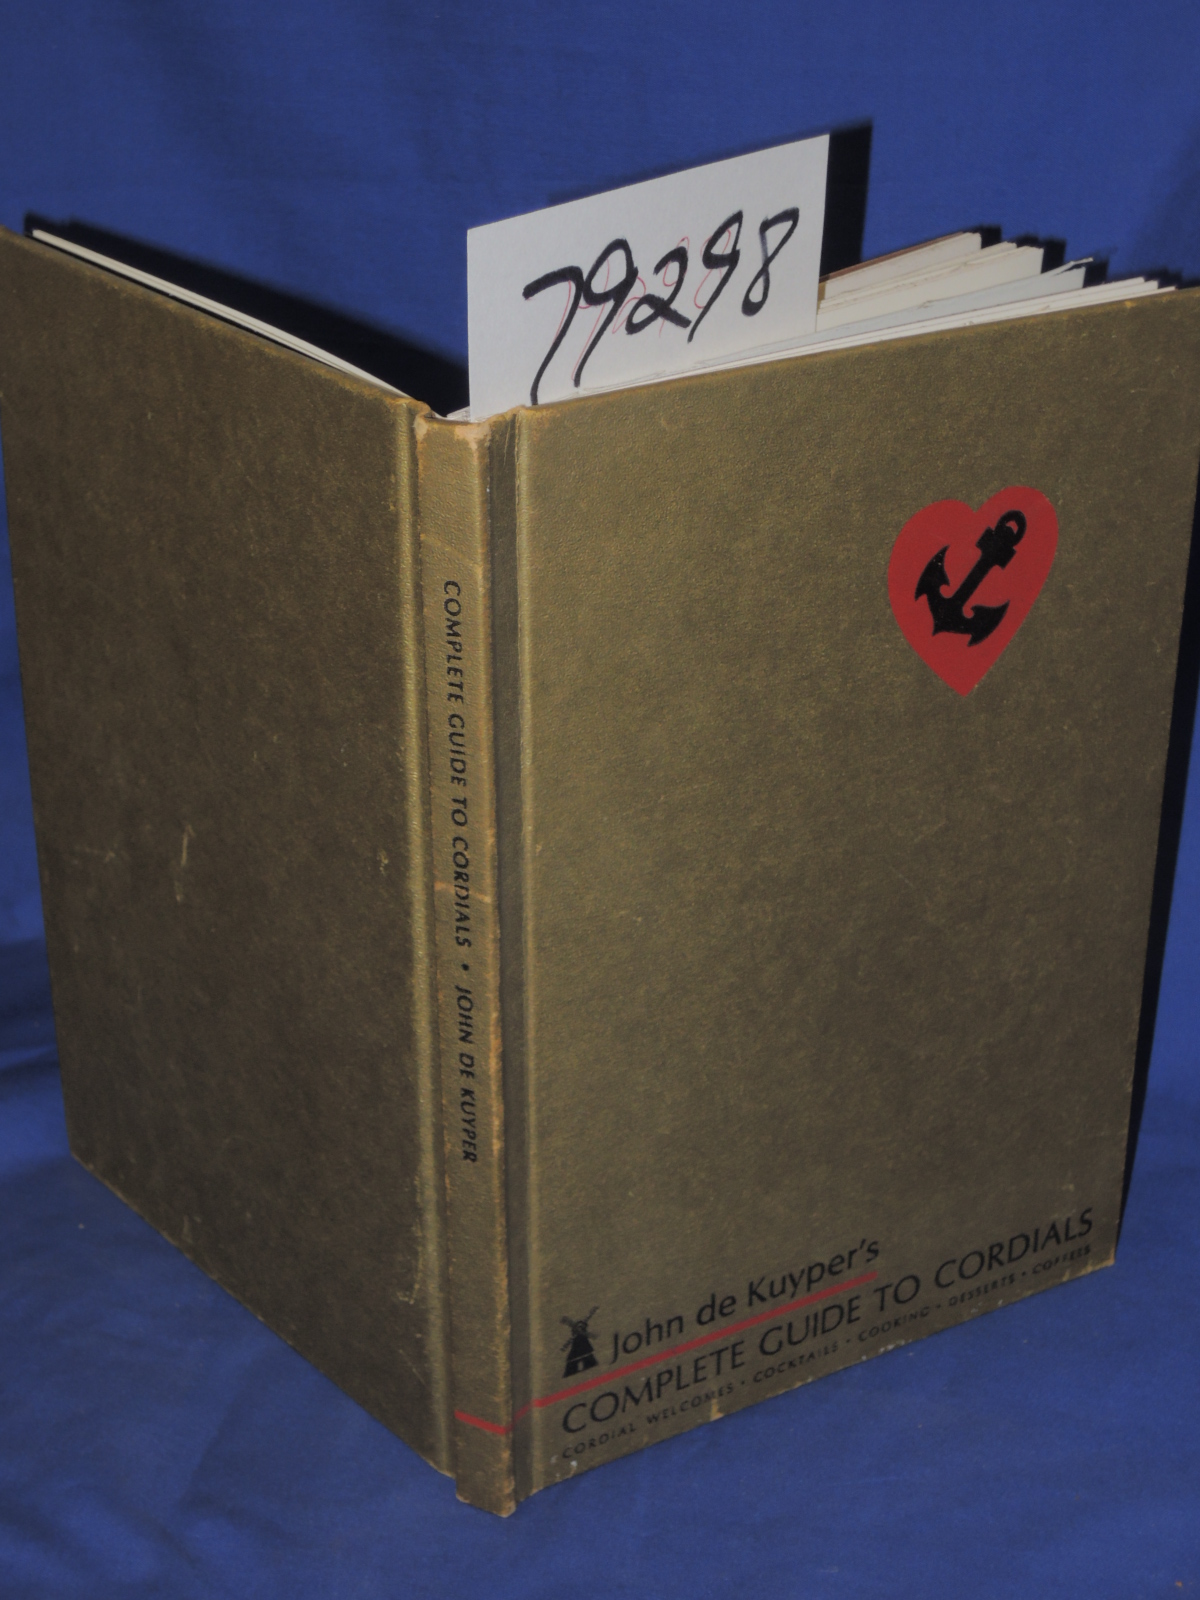 79298
COMPLETE GUIDE TO CORDIALS • JOHN DE KUYPER
John de Kuyper's
COMPLETE GUIDE TO CORDIALS
CORDIAL WELCOMES • COCKTAILS • COOKING • DESSERTS • COFFEES